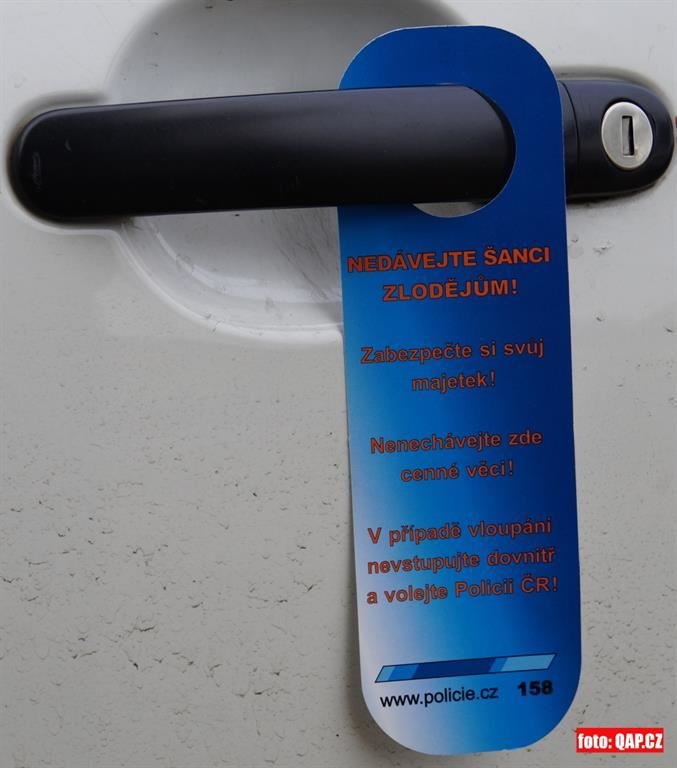 NEDÁVEJTE ŠANCI
ZLODĚJŮM!
Zabezpečte si svůj
majetek!
Nenechávejte zde
cenné věci!
V případě vloupání
nevstupujte dovnitř
a volejte Policii ČR!
www.policie.cz 158
foto: QAP.CZ